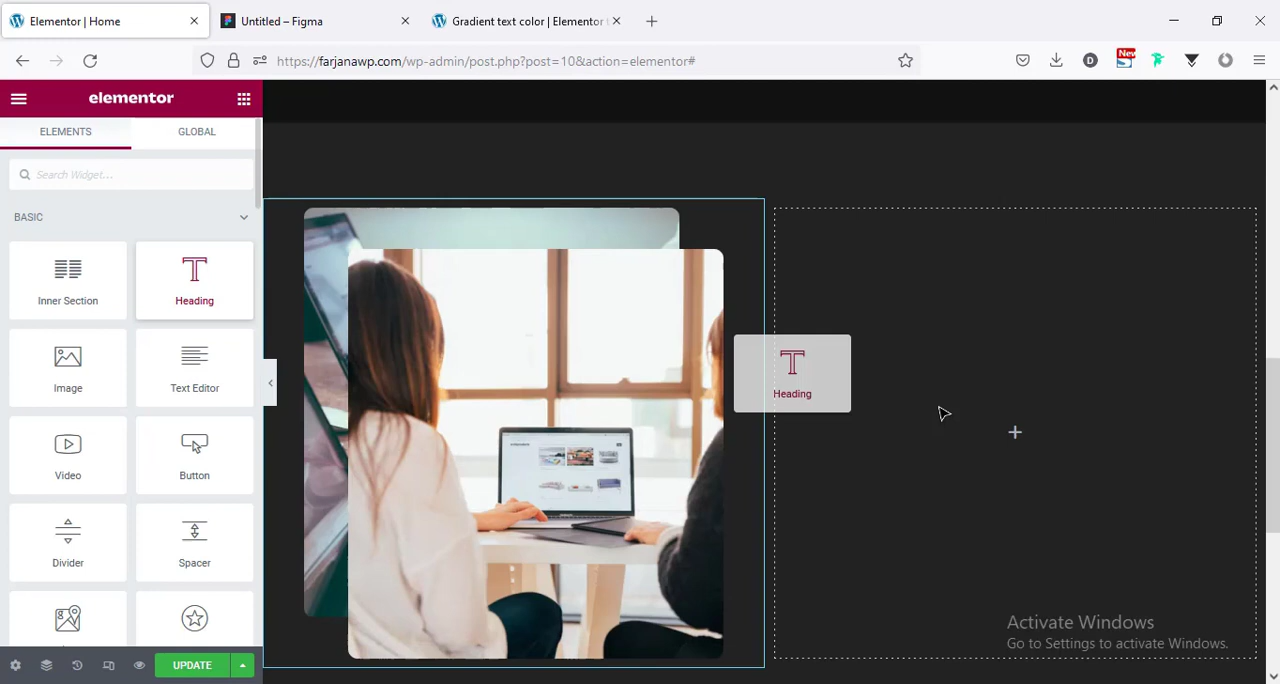 Elementor | Home
Untitled – Figma
Gradient text color | Elementor t
https://farjanawp.com/wp-admin/post.php?post=10&action=elementor#
New
elementor
ELEMENTS
GLOBAL
Search Widget...
BASIC
Inner Section
Heading
Image
Text Editor
Video
Button
Divider
Spacer
Heading
UPDATE
Activate Windows
Go to Settings to activate Windows.